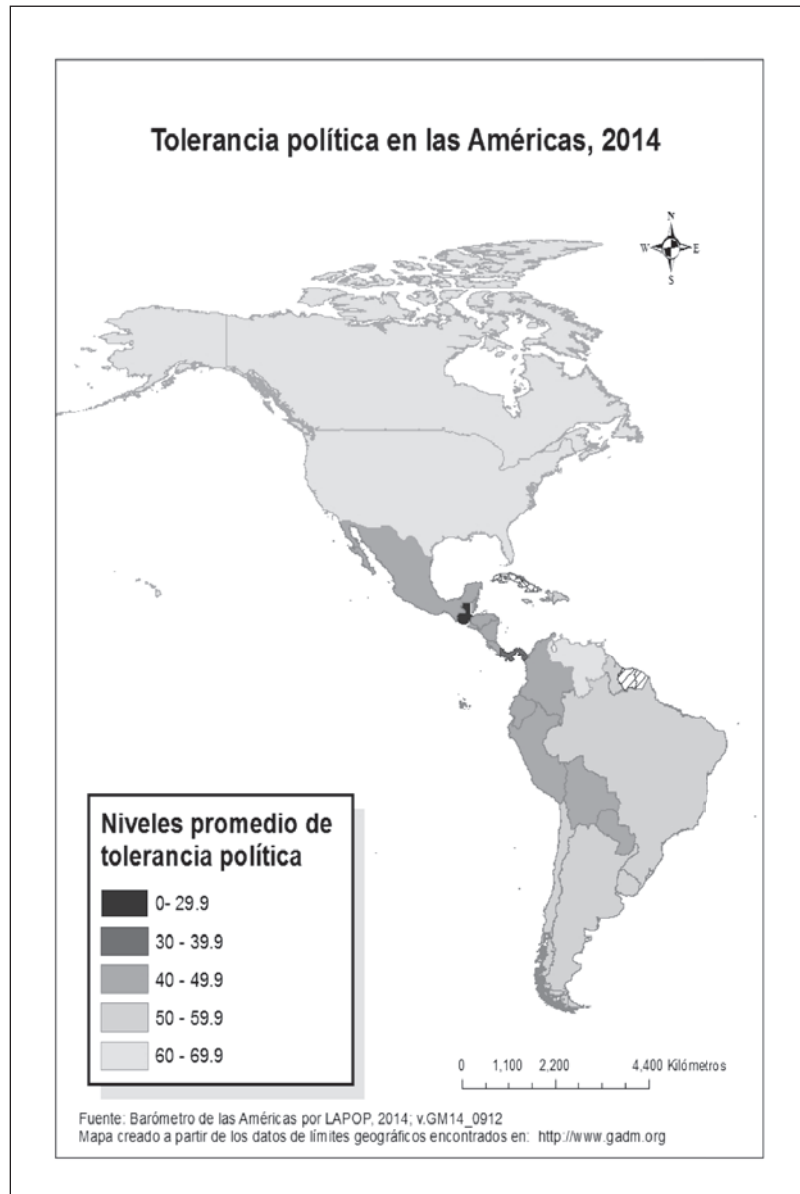 Tolerancia política en las Américas, 2014
N
W E
S
Niveles promedio de
tolerancia política
0- 29.9
30 - 39.9
40 - 49.9
50 - 59.9
60 - 69.9
0 1,100 2,200 4,400 Kilómetros
Fuente: Barómetro de las Américas por LAPOP, 2014; v.GM14_0912
Mapa creado a partir de los datos de límites geográficos encontrados en: http://www.gadm.org